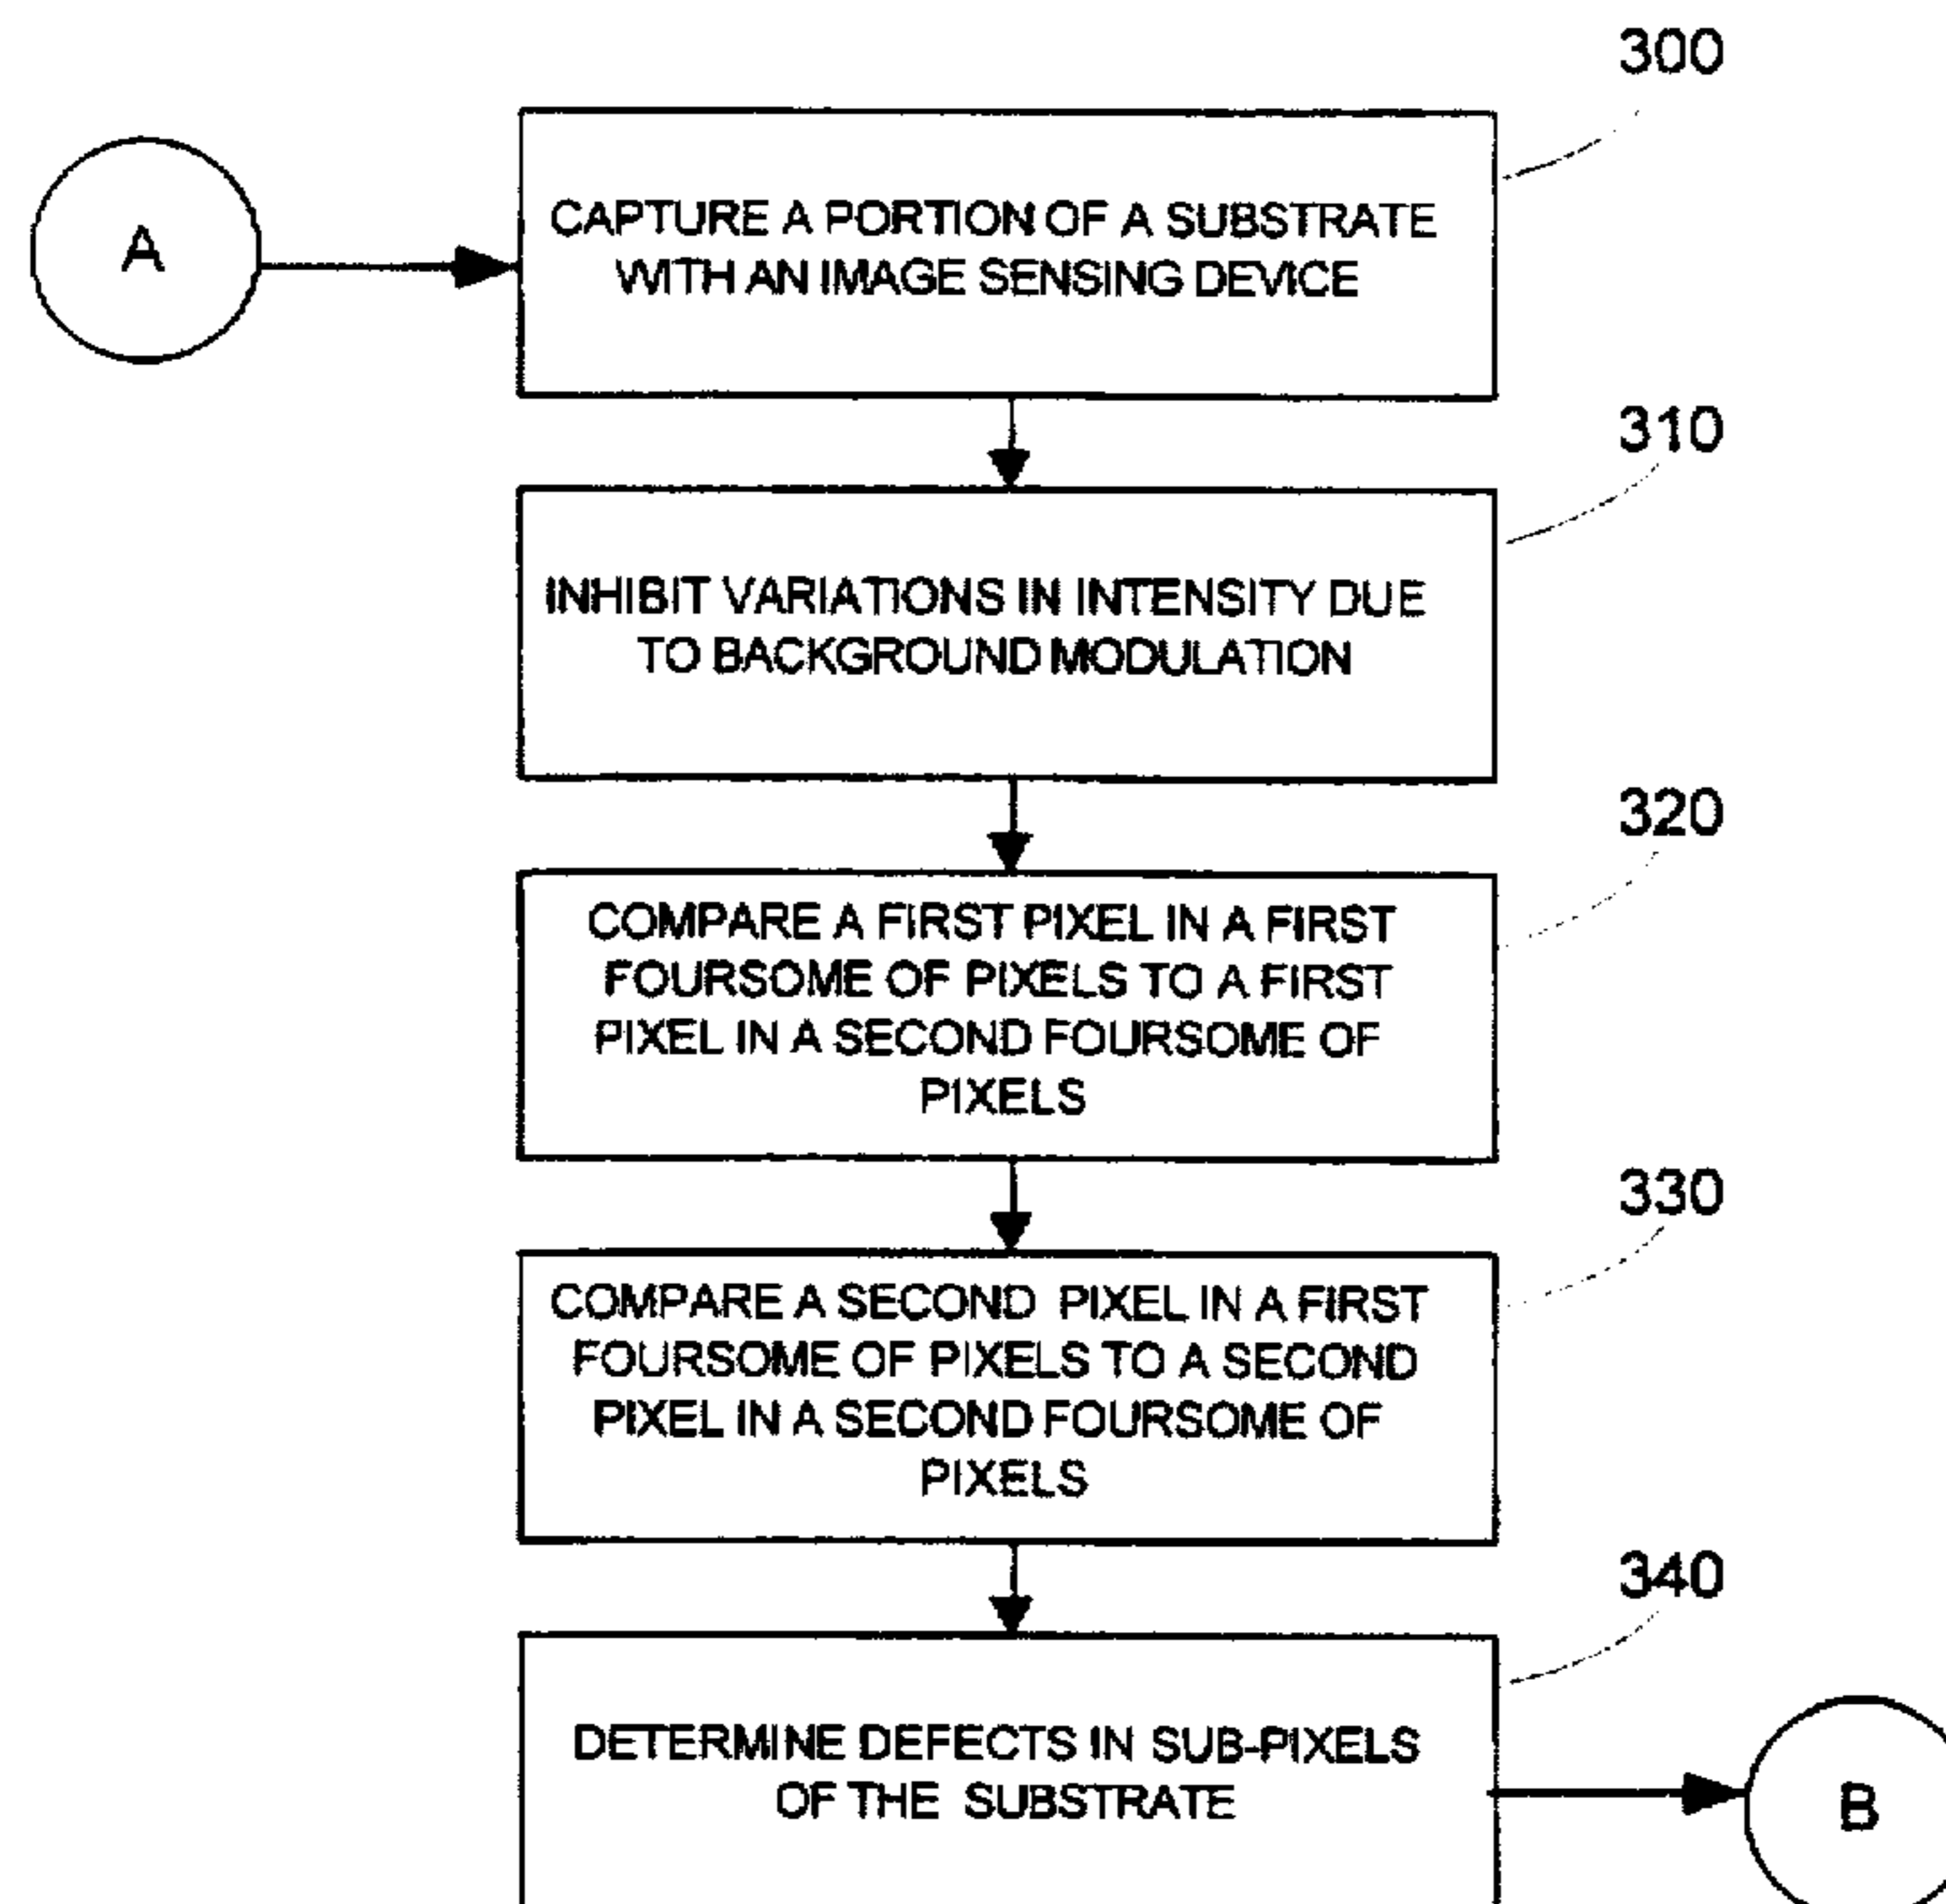 300
A
CAPTURE A PORTION OF A SUBSTRATE
WITH AN IMAGE SENSING DEVICE
310
INHIBIT VARIATIONS IN INTENSITY DUE
TO BACKGROUND MODULATION
320
COMPARE A FIRST PIXEL IN A FIRST
FOURSOME OF PIXELS TO A FIRST
PIXEL IN A SECOND FOURSOME OF
PIXELS
330
COMPARE A SECOND PIXEL IN A FIRST
FOURSOME OF PIXELS TO A SECOND
PIXEL IN A SECOND FOURSOME OF
PIXELS
340
DETERMINE DEFECTS IN SUB-PIXELS
OF THE SUBSTRATE
B